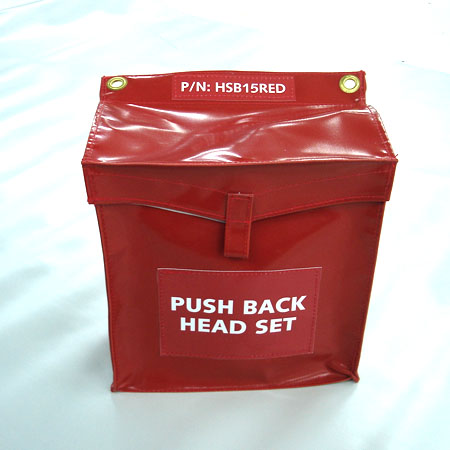 P/N: HSB15RED
PUSH BACK
HEAD SET